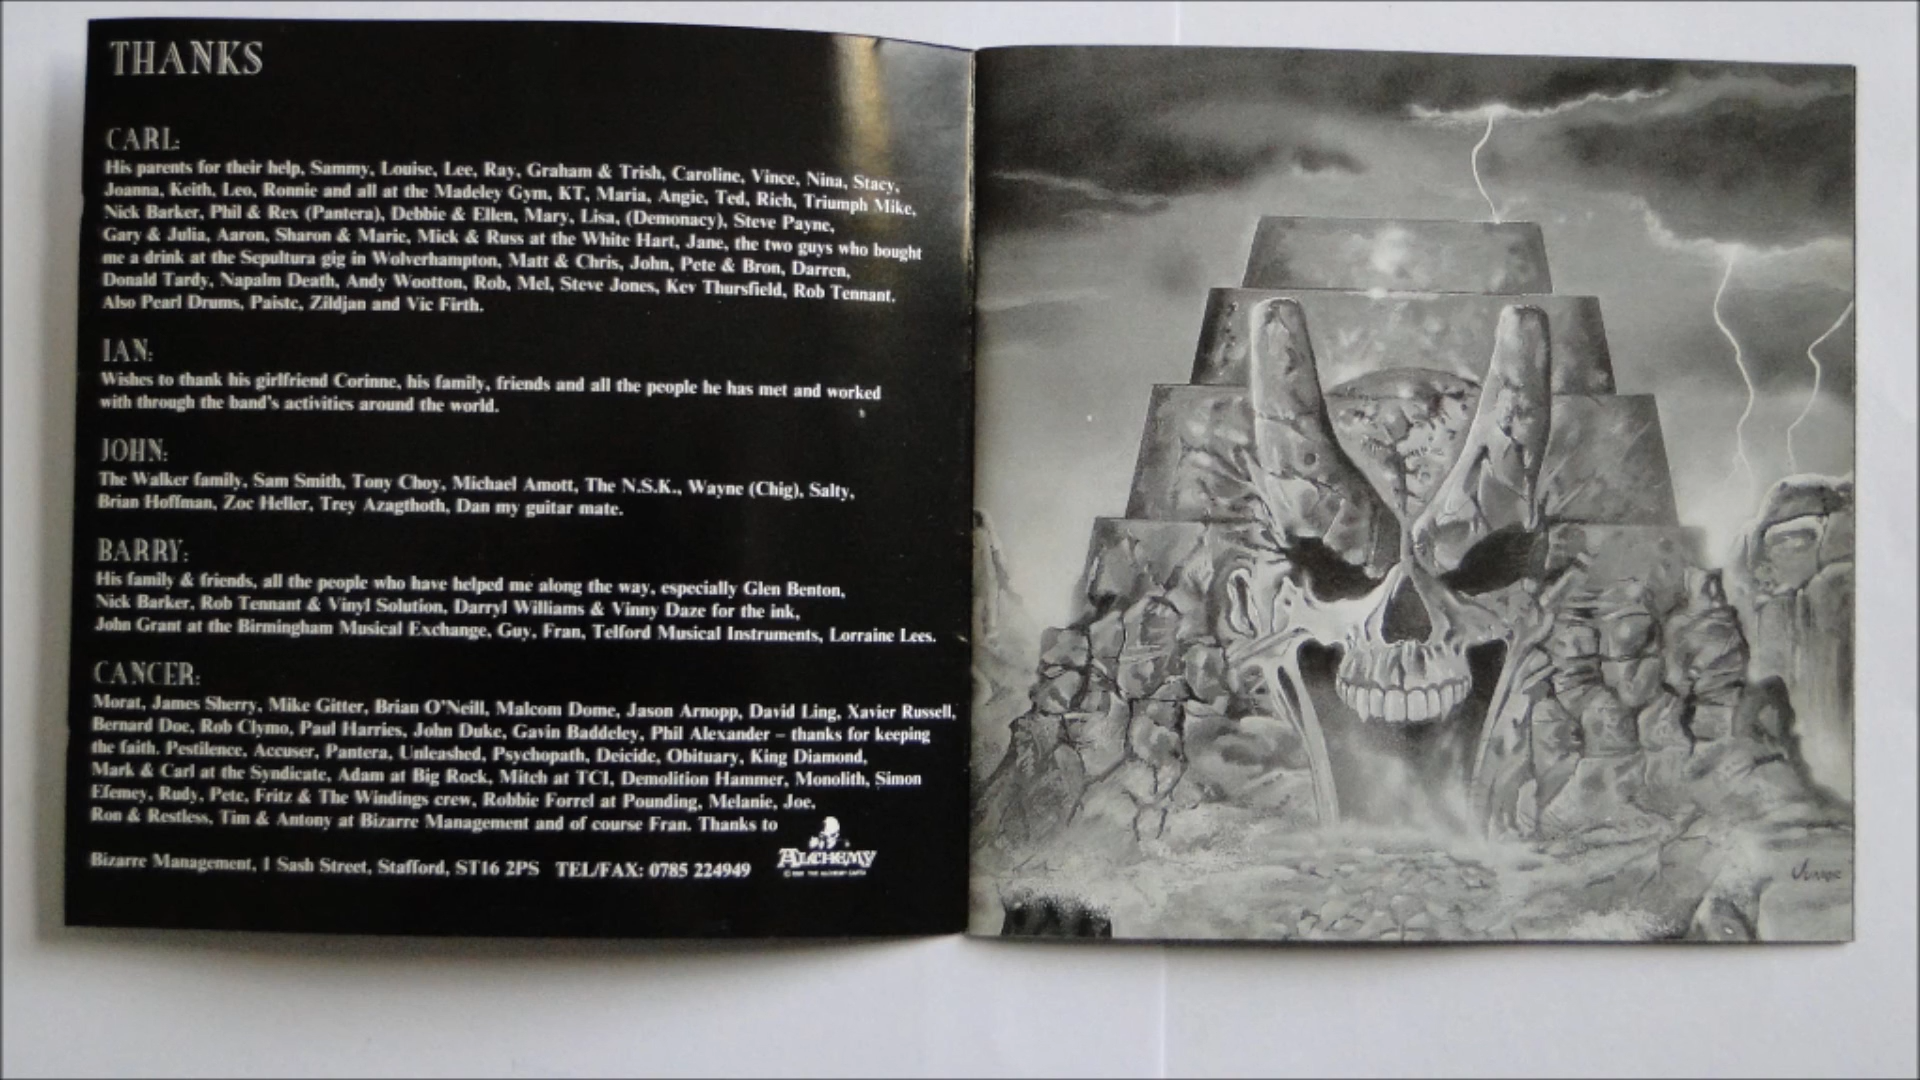 THANKS
CARL:
His parents for their help, Sammy, Louise, Lee, Ray, Graham & Trish, Caroline, Vince, Nina, Stacy,
Joanna, Keith, Leo, Ronnie and all at the Madeley Gym, KT, Maria, Angie, Ted, Rich, Triumph Mike,
Nick Barker, Phil & Rex (Pantera), Debbie & Ellen, Mary, Lisa, (Demonacy), Steve Payne,
Gary & Julia, Aaron, Sharon & Marie, Mick & Russ at the White Hart, Jane, the two guys who bought
me a drink at the Sepultura gig in Wolverhampton, Matt & Chris, John, Pete & Bron, Darren,
Donald Tardy, Napalm Death, Andy Wootton, Rob, Mel, Steve Jones, Kev Thursfield, Rob Tennant.
Also Pearl Drums, Paiste, Zildjan and Vic Firth.
IAN:
Wishes to thank his girlfriend Corinne, his family, friends and all the people he has met and worked
with through the band's activities around the world.
JOHN:
The Walker family, Sam Smith, Tony Choy, Michael Amott, The N.S.K., Wayne (Chig), Salty,
Brian Hoffman, Zoe Heller, Trey Azagthoth, Dan my guitar mate.
BARRY:
His family & friends, all the people who have helped me along the way, especially Glen Benton,
Nick Barker, Rob Tennant & Vinyl Solution, Darryl Williams & Vinny Daze for the ink,
John Grant at the Birmingham Musical Exchange, Guy, Fran, Telford Musical Instruments, Lorraine Lees.
CANCER:
Morat, James Sherry, Mike Gitter, Brian O'Neill, Malcom Dome, Jason Arnopp, David Ling, Xavier Russell,
Bernard Doe, Rob Clymo, Paul Harries, John Duke, Gavin Baddeley, Phil Alexander – thanks for keeping
the faith. Pestilence, Accuser, Pantera, Unleashed, Psychopath, Deicide, Obituary, King Diamond,
Mark & Carl at the Syndicate, Adam at Big Rock, Mitch at TCI, Demolition Hammer, Monolith, Simon
Efemey, Rudy, Pete, Fritz & The Windings crew, Robbie Forrel at Pounding, Melanie, Joe,
Ron & Restless, Tim & Antony at Bizarre Management and of course Fran. Thanks to
ALCHEMY
Bizarre Management, 1 Sash Street, Stafford, ST16 2PS TEL/FAX: 0785 224949
Junior